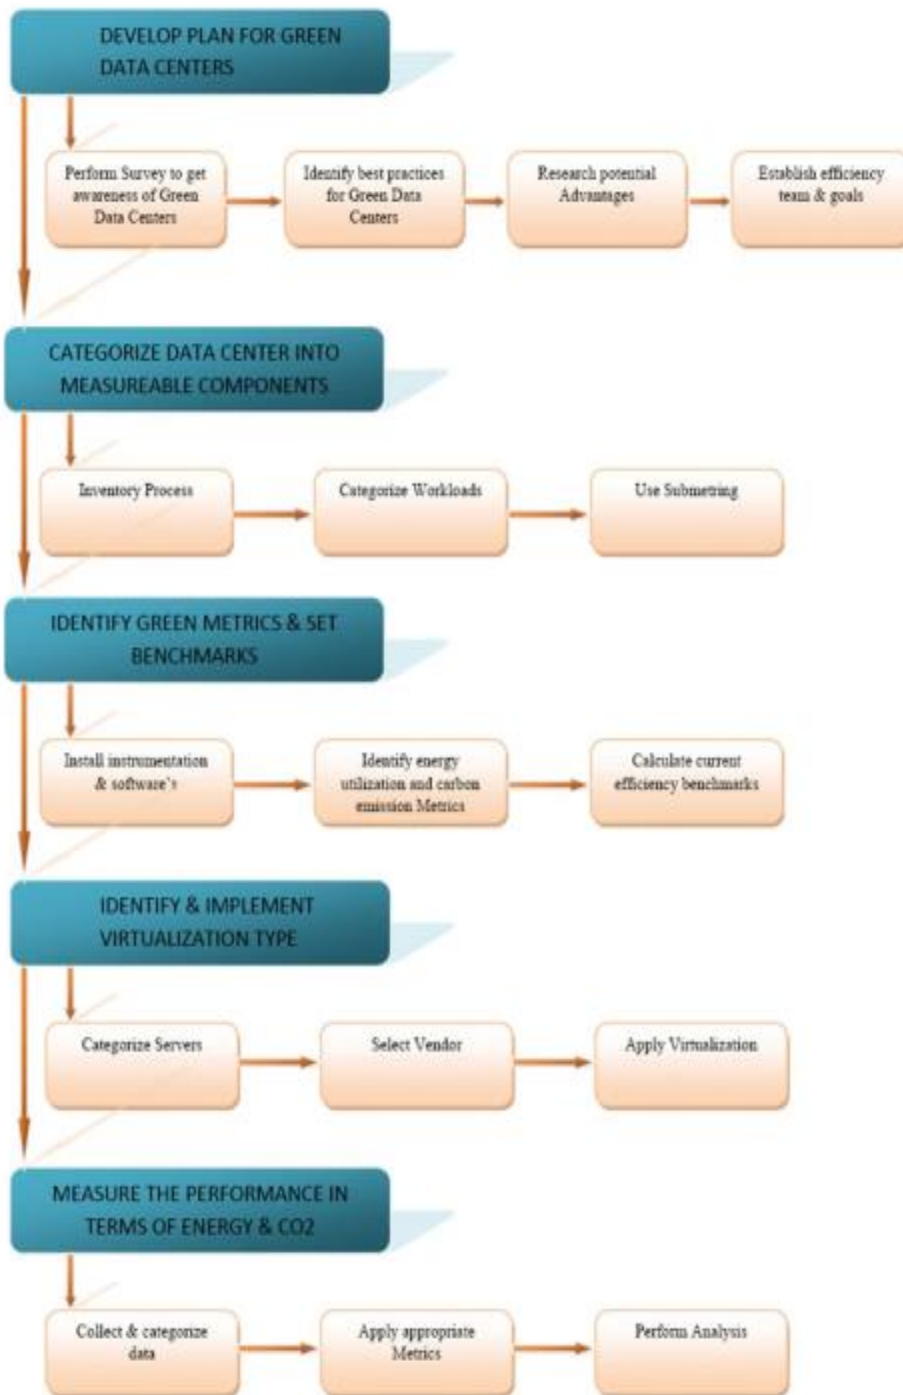 DEVELOP PLAN FOR GREEN
DATA CENTERS
Perform Survey to get
awareness of Green
Data Centers
Identify best practices
for Green Data
Centers
Research potential
Advantages
Establish efficiency
team & goals
CATEGORIZE DATA CENTER INTO
MEASUREABLE COMPONENTS
Inventory Process
Categorize Workloads
Use Submetring
IDENTIFY GREEN METRICS & SET
BENCHMARKS
Install instrumentation
& software's
Identify energy
utilization and carbon
emission Metrics
Calculate current
efficiency benchmarks
IDENTIFY & IMPLEMENT
VIRTUALIZATION TYPE
Categorize Servers
Select Vendor
Apply Virtualization
MEASURE THE PERFORMANCE IN
TERMS OF ENERGY & CO2
Collect & categorize
data
Apply appropriate
Metrics
Perform Analysis